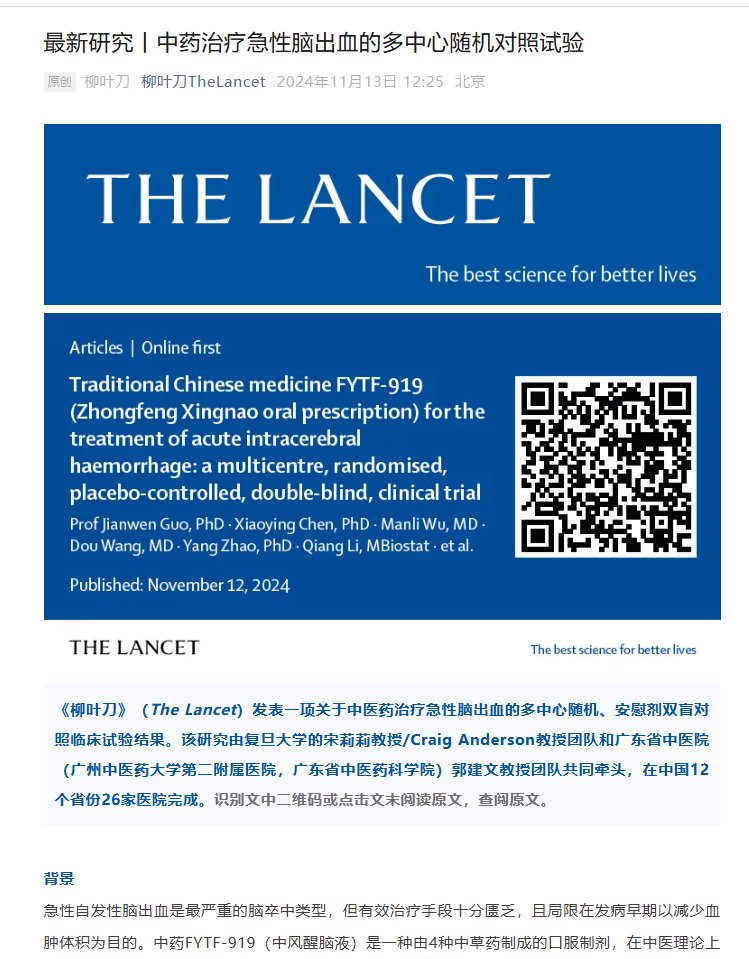 最新研究丨中药治疗急性脑出血的多中心随机对照试验
原创 柳叶刀 柳叶刀TheLancet 2024年11月13日 12:25 北京
THE LANCET
The best science for better lives
Articles | Online first
Traditional Chinese medicine FYTF-919
(Zhongfeng Xingnao oral prescription) for the
treatment of acute intracerebral
haemorrhage: a multicentre, randomised,
placebo-controlled, double-blind, clinical trial
Prof Jianwen Guo, PhD · Xiaoying Chen, PhD · Manli Wu, MD ·
Dou Wang, MD · Yang Zhao, PhD · Qiang Li, MBiostat · et al.
Published: November 12, 2024
THE LANCET
The best science for better lives
《柳叶刀》（The Lancet）发表一项关于中医药治疗急性脑出血的多中心随机、安慰剂双盲对
照临床试验结果。该研究由复旦大学的宋莉莉教授/Craig Anderson教授团队和广东省中医院
（广州中医药大学第二附属医院，广东省中医药科学院）郭建文教授团队共同牵头，在中国12
个省份26家医院完成。识别文中二维码或点击文末阅读原文，查阅原文。
背景
急性自发性脑出血是最严重的脑卒中类型，但有效治疗手段十分匮乏，且局限在发病早期以减少血
肿体积为目的。中药FYTF-919（中风醒脑液）是一种由4种中草药制成的口服制剂，在中医理论上